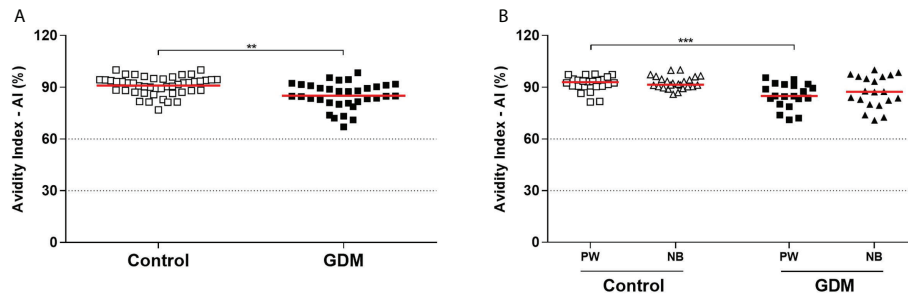 A
Avidity Index - AI (%)
120
90
60
30
0
**
Control
GDM
B
Avidity Index - AI (%)
120
90
60
30
0
***
PW
NB
PW
NB
Control
GDM